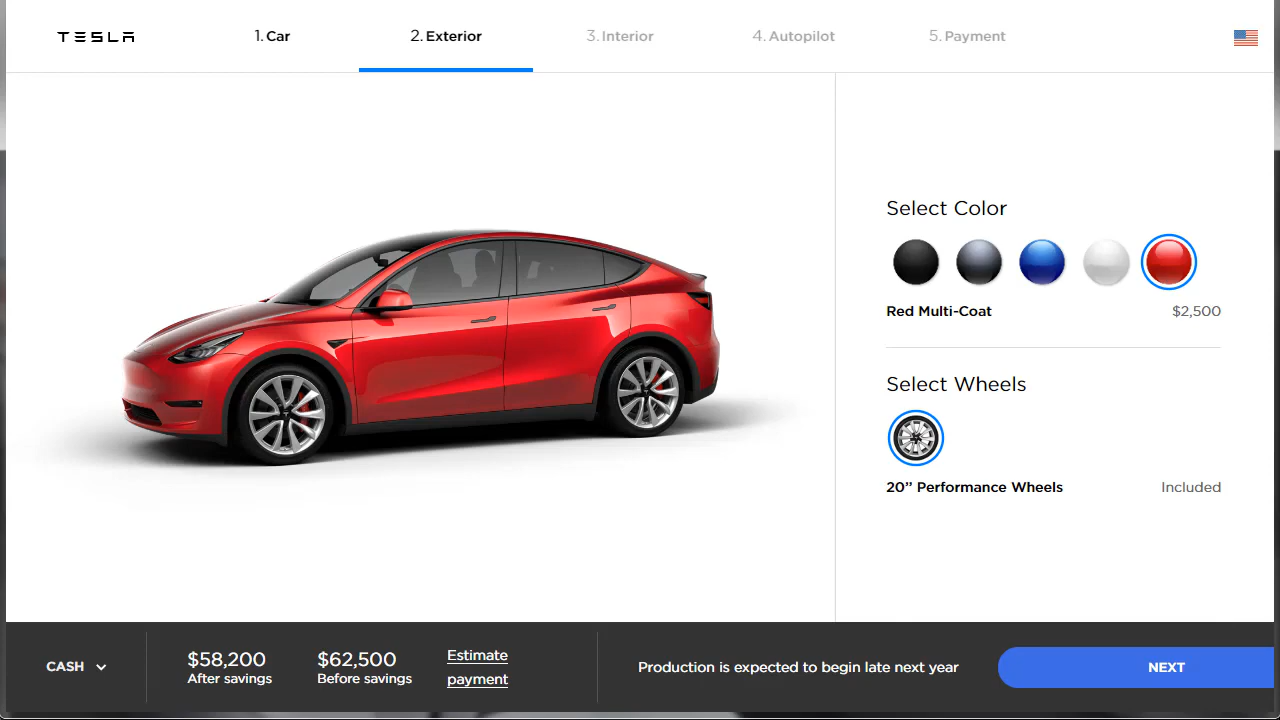 TESLA
1. Car
2. Exterior
3. Interior
4. Autopilot
5. Payment
Select Color
Red Multi-Coat $2,500
Select Wheels
20” Performance Wheels Included
CASH
$58,200
After savings
$62,500
Before savings
Estimate
payment
Production is expected to begin late next year
NEXT